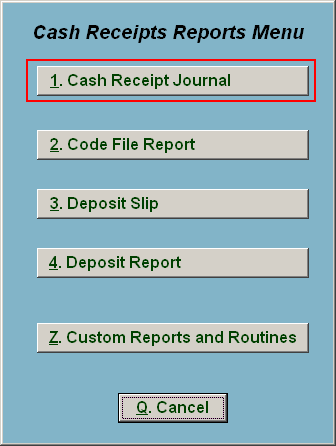 Cash Receipts Reports Menu
1. Cash Receipt Journal
2. Code File Report
3. Deposit Slip
4. Deposit Report
Z. Custom Reports and Routines
Q. Cancel